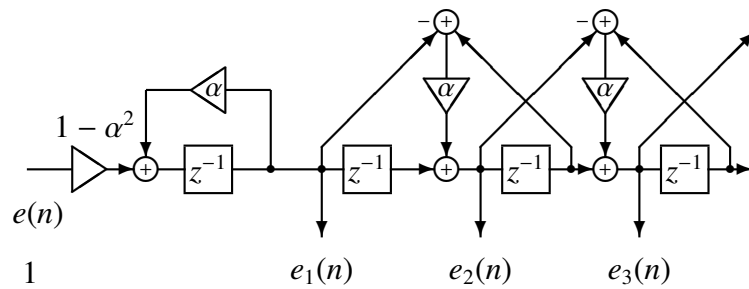 − + − +
α α α
1 − α²
+ z⁻¹ z⁻¹ + z⁻¹ + z⁻¹
e(n)
1 e₁(n) e₂(n) e₃(n)